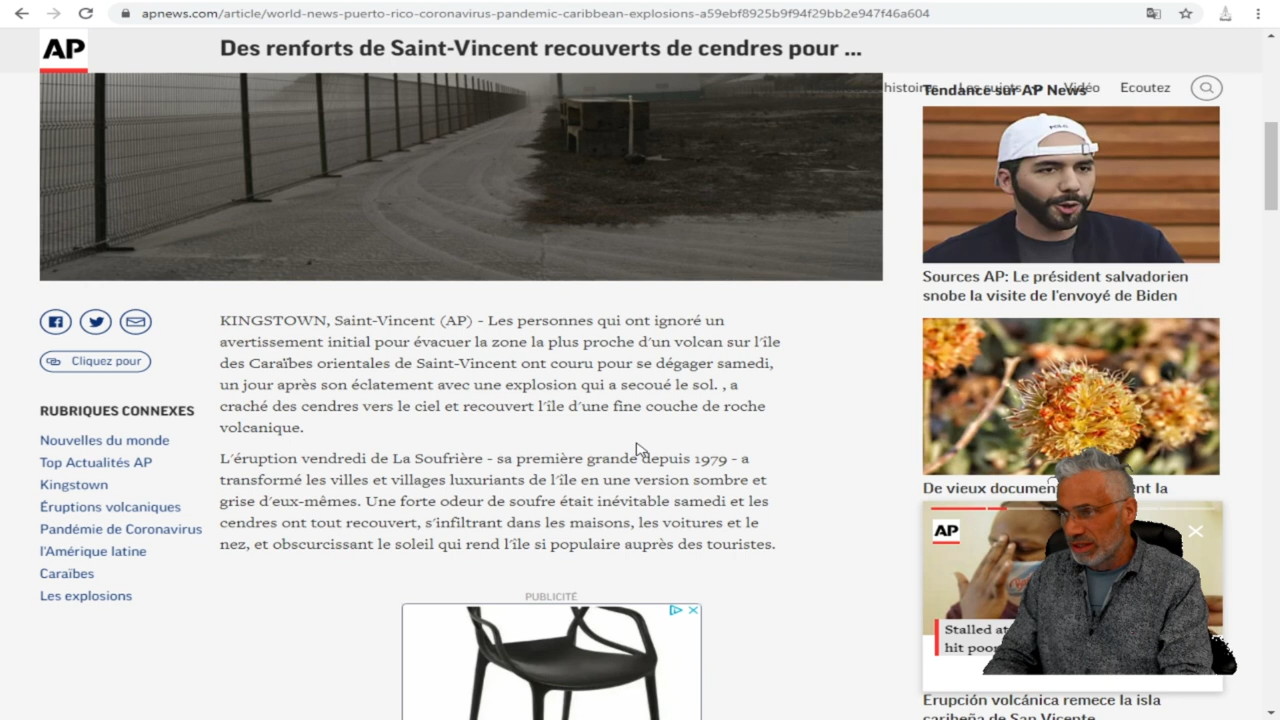 apnews.com/article/world-news-puerto-rico-coronavirus-pandemic-caribbean-explosions-a59ebf8925b9f94f29bb2e947f46a604
AP
Des renforts de Saint-Vincent recouverts de cendres pour ...
Vidéo
Ecoutez
Tendance sur AP News
Sources AP: Le président salvadorien
snobe la visite de l'envoyé de Biden
Cliquez pour
RUBRIQUES CONNEXES
Nouvelles du monde
Top Actualités AP
Kingstown
Éruptions volcaniques
Pandémie de Coronavirus
l'Amérique latine
Caraïbes
Les explosions
KINGSTOWN, Saint-Vincent (AP) - Les personnes qui ont ignoré un
avertissement initial pour évacuer la zone la plus proche d'un volcan sur l'île
des Caraïbes orientales de Saint-Vincent ont couru pour se dégager samedi,
un jour après son éclatement avec une explosion qui a secoué le sol. , a
craché des cendres vers le ciel et recouvert l'île d'une fine couche de roche
volcanique.
L'éruption vendredi de La Soufrière - sa première grande depuis 1979 - a
transformé les villes et villages luxuriants de l'île en une version sombre et
grise d'eux-mêmes. Une forte odeur de soufre était inévitable samedi et les
cendres ont tout recouvert, s'infiltrant dans les maisons, les voitures et le
nez, et obscurcissant le soleil qui rend l'île si populaire auprès des touristes.
PUBLICITÉ
De vieux
la
AP
Stalled
hit
Erupción volcánica remece la isla
caribeña de San Vicente